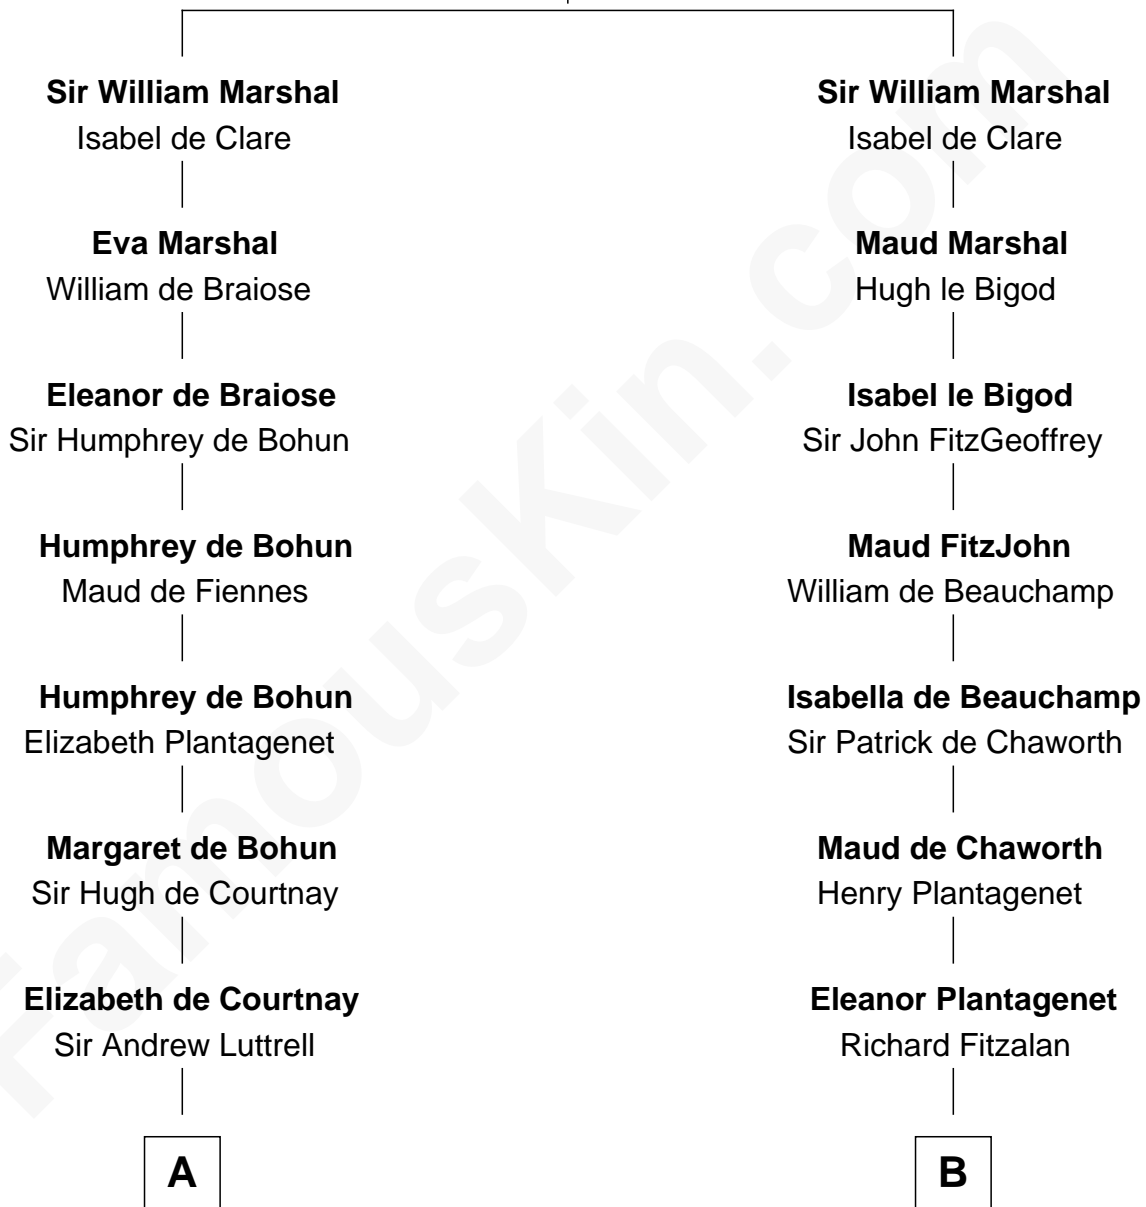 Sir William Marshal
Isabel de Clare
Eva Marshal
William de Braiose
Eleanor de Braiose
Sir Humphrey de Bohun
Humphrey de Bohun
Maud de Fiennes
Humphrey de Bohun
Elizabeth Plantagenet
Margaret de Bohun
Sir Hugh de Courtnay
Elizabeth de Courtnay
Sir Andrew Luttrell
A
Sir William Marshal
Isabel de Clare
Maud Marshal
Hugh le Bigod
Isabel le Bigod
Sir John FitzGeoffrey
Maud FitzJohn
William de Beauchamp
Isabella de Beauchamp
Sir Patrick de Chaworth
Maud de Chaworth
Henry Plantagenet
Eleanor Plantagenet
Richard Fitzalan
B
FamousKin.com